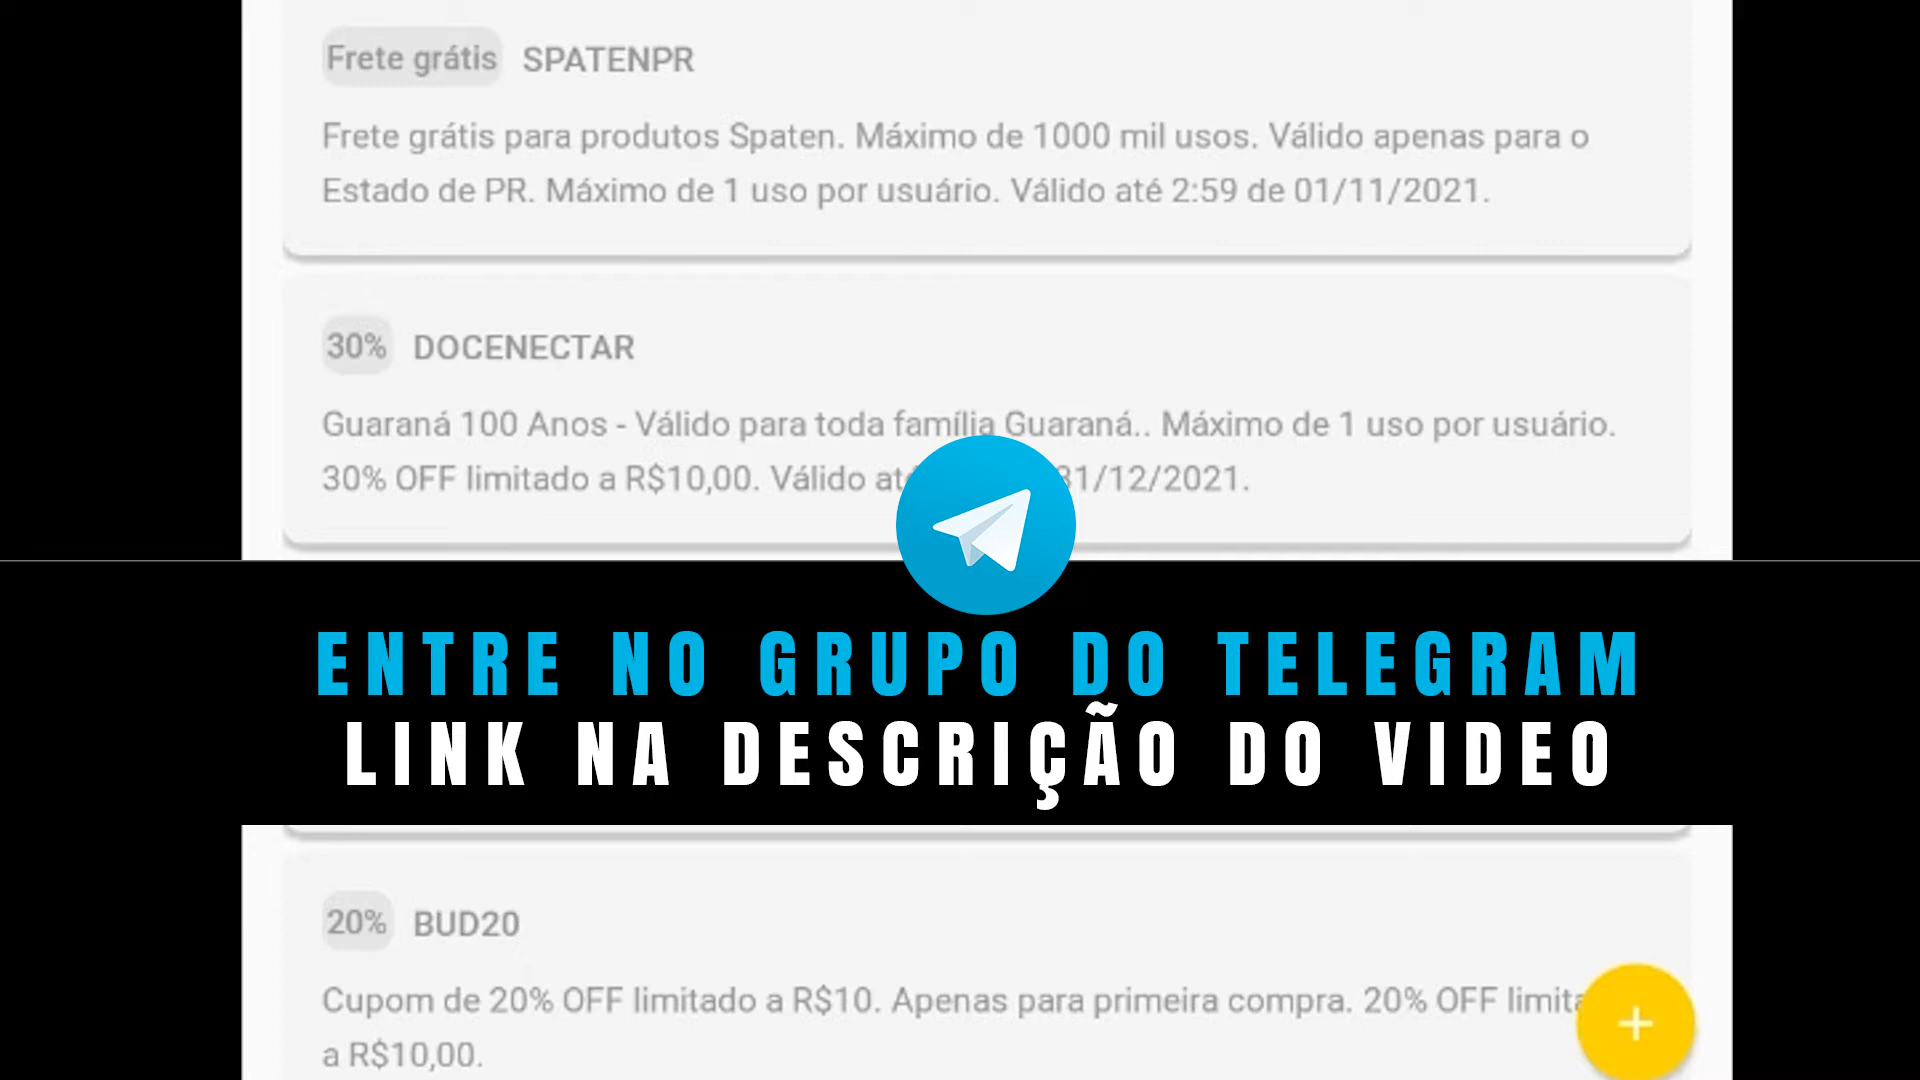 Frete grátis SPATENPR
Frete grátis para produtos Spaten. Máximo de 1000 mil usos. Válido apenas para o
Estado de PR. Máximo de 1 uso por usuário. Válido até 2:59 de 01/11/2021.
30% DOCENECTAR
Guaraná 100 Anos - Válido para toda família Guaraná.. Máximo de 1 uso por usuário.
30% OFF limitado a R$10,00. Válido até 31/12/2021.
ENTRE NO GRUPO DO TELEGRAM
LINK NA DESCRIÇÃO DO VIDEO
20% BUD20
Cupom de 20% OFF limitado a R$10. Apenas para primeira compra. 20% OFF limita
a R$10,00.
+